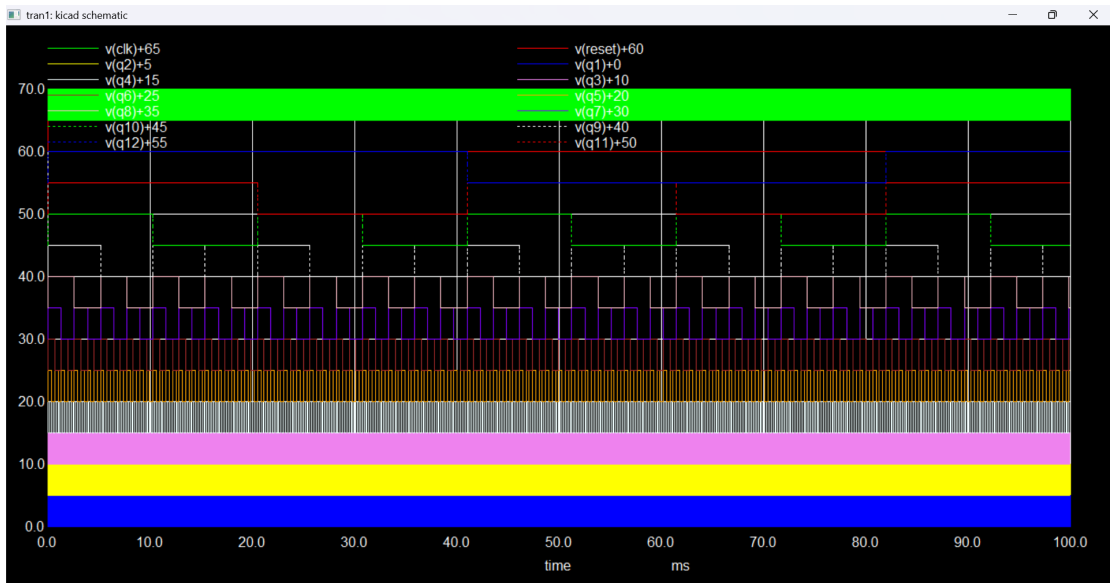 tran1: kicad schematic
v(clk)+65 v(reset)+60
v(q2)+5 v(q1)+0
v(q4)+15 v(q3)+10
v(q6)+25 v(q5)+20
v(q8)+35 v(q7)+30
v(q10)+45 v(q9)+40
v(q12)+55 v(q11)+50
70.0
60.0
50.0
40.0
30.0
20.0
10.0
0.0
0.0 10.0 20.0 30.0 40.0 50.0 60.0 70.0 80.0 90.0 100.0
time ms